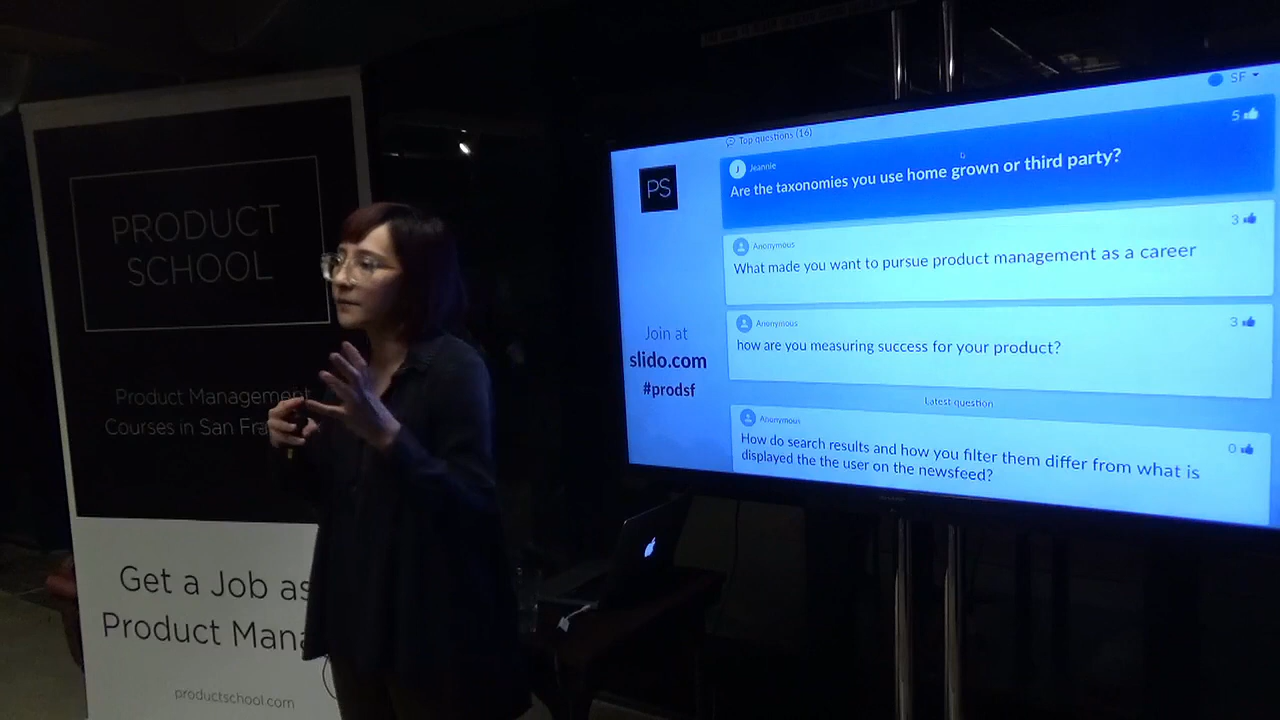 PRODUCT
SCHOOL
Product Management
Courses in San Fra
Get a Job as
Product Mana
productschool.com
SF
Top questions (16)
PS
Join at
slido.com
#prodsf
5
J
Jeannie
Are the taxonomies you use home grown or third party?
3
Anonymous
What made you want to pursue product management as a career
3
Anonymous
how are you measuring success for your product?
Latest question
0
Anonymous
How do search results and how you filter them differ from what is
displayed the the user on the newsfeed?